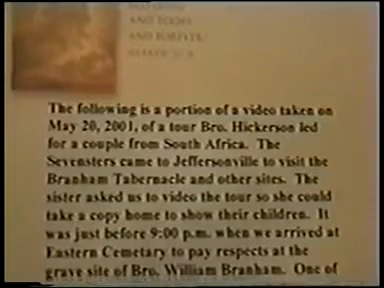 AND TODAY
AND FOREVER
The following is a portion of a video taken on
May 20, 2001, of a tour Bro. Hickerson led
for a couple from South Africa. The
Sevensters came to Jeffersonville to visit the
Branham Tabernacle and other sites. The
sister asked us to video the tour so she could
take a copy home to show their children. It
was just before 9:00 p.m. when we arrived at
Eastern Cemetary to pay respects at the
grave site of Bro. William Branham. One of